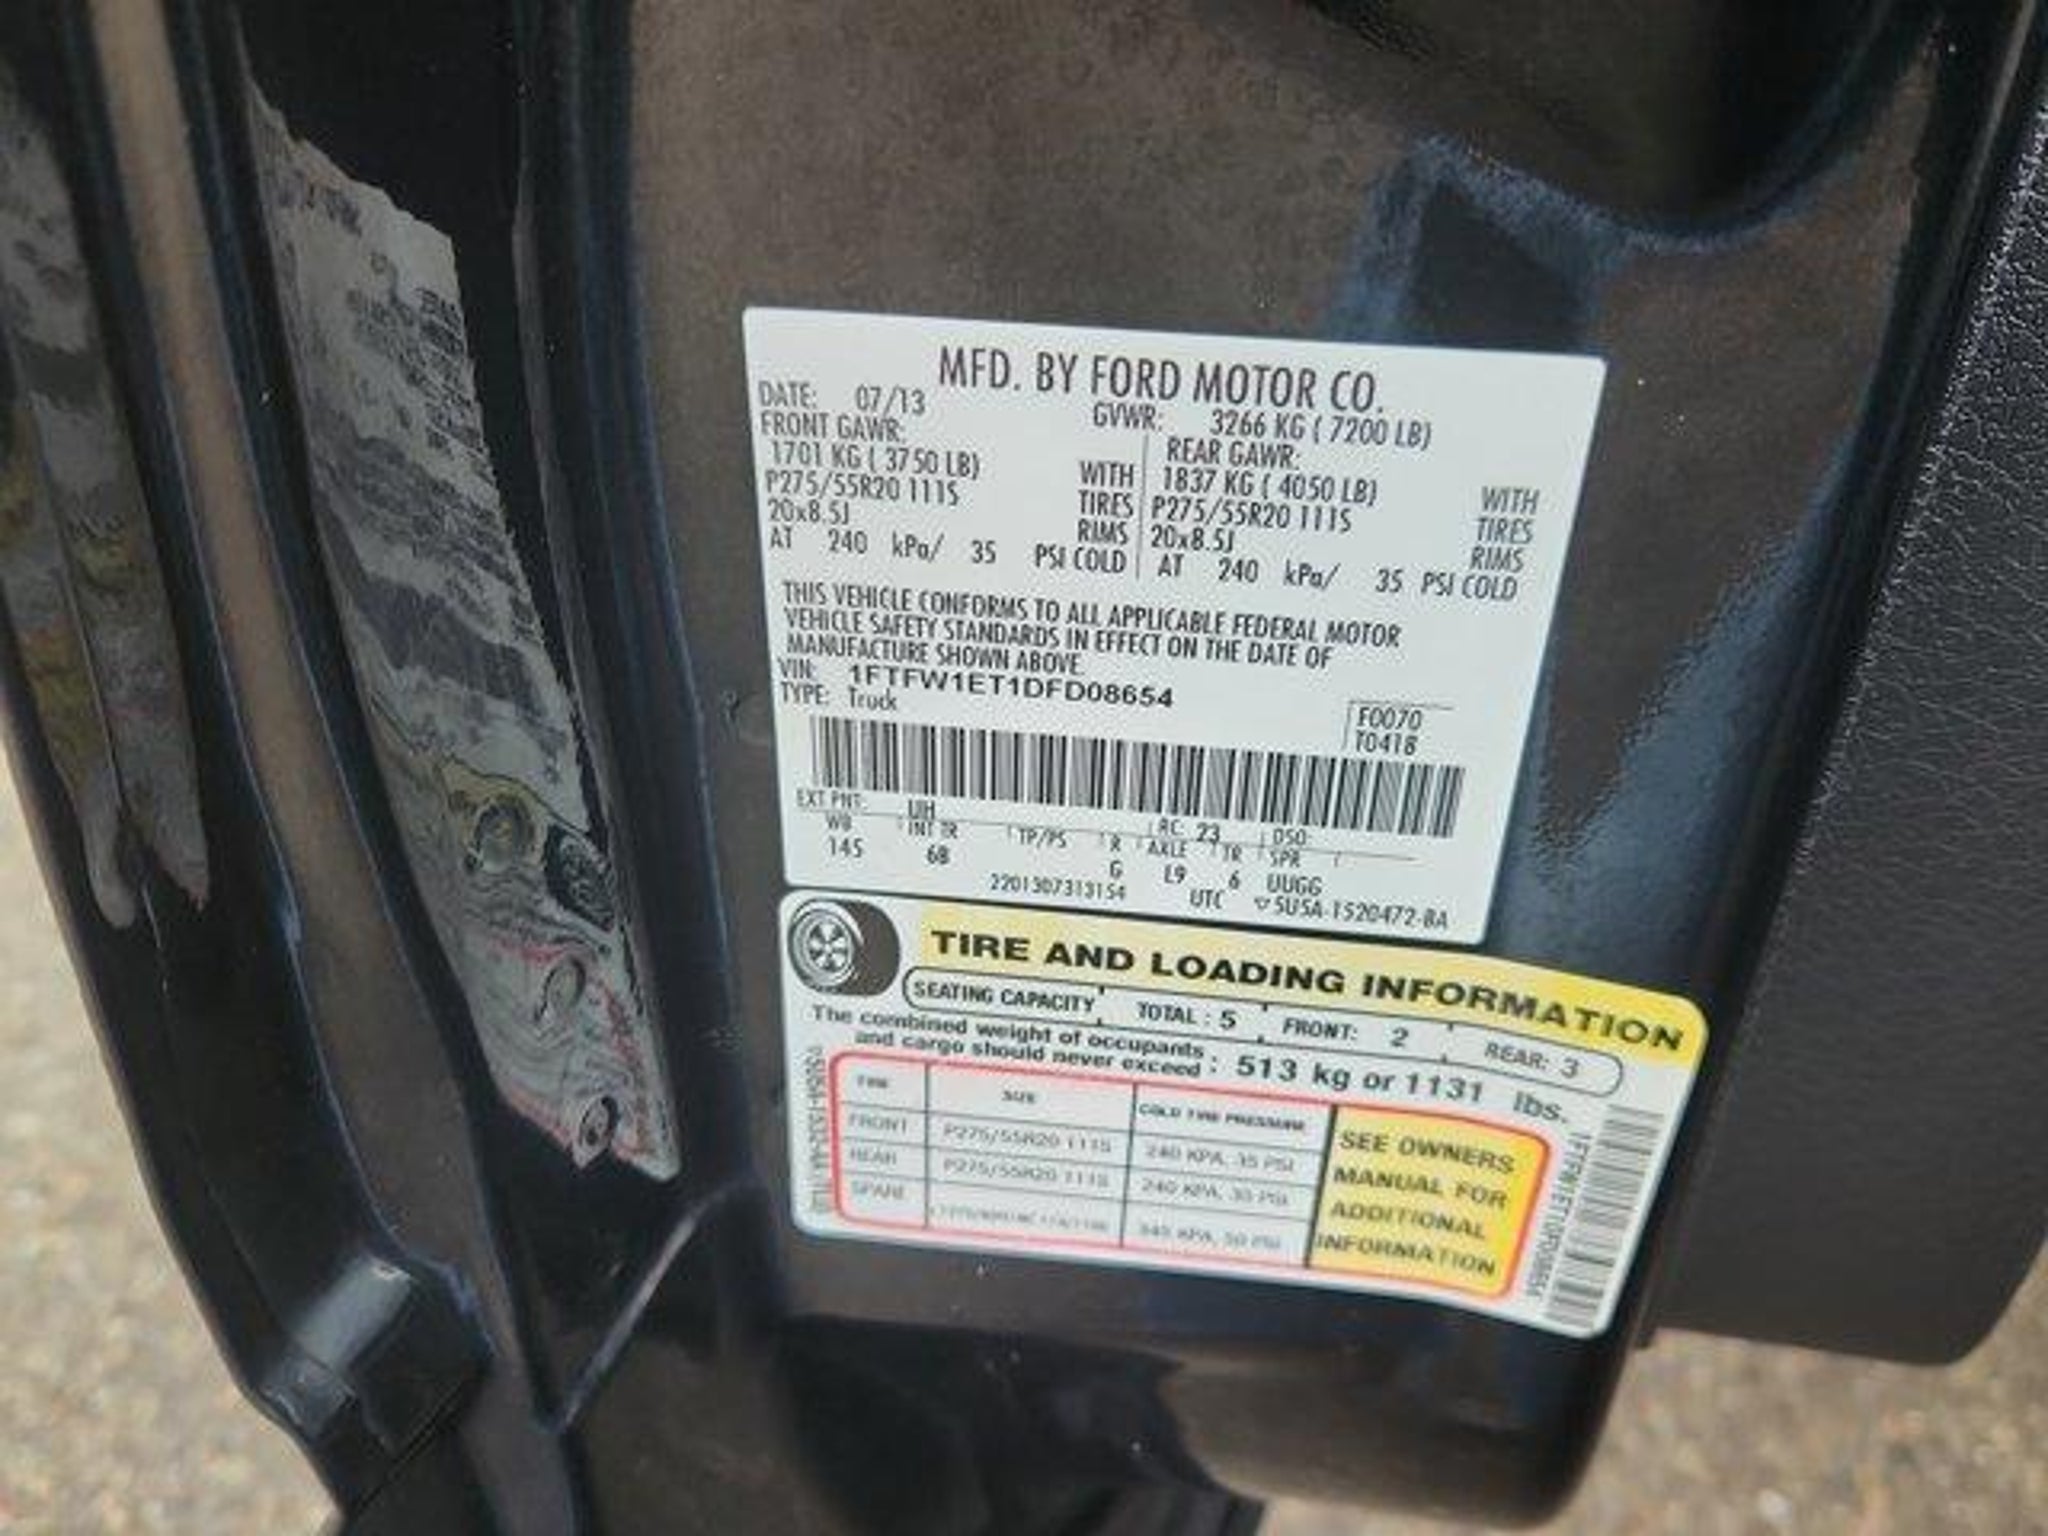 MFD. BY FORD MOTOR CO.
DATE: 07/13 GVWR: 3266 KG ( 7200 LB)
FRONT GAWR: REAR GAWR:
1701 KG ( 3750 LB) WITH 1837 KG ( 4050 LB) WITH
P275/55R20 111S TIRES P275/55R20 111S TIRES
20x8.5J RIMS 20x8.5J RIMS
AT 240 kPa/ 35 PSI COLD AT 240 kPa/ 35 PSI COLD
THIS VEHICLE CONFORMS TO ALL APPLICABLE FEDERAL MOTOR
VEHICLE SAFETY STANDARDS IN EFFECT ON THE DATE OF
MANUFACTURE SHOWN ABOVE.
VIN: 1FTFW1ET1DFD08654
TYPE: Truck
F0070
T0418
EXT PNT: UH RC: 23 DSO:
WB INT TR TP/PS R AXLE TR SPR
145 6B G L9 6 UUGG
2201307313154 UTC ▽5U5A-1520472-BA
TIRE AND LOADING INFORMATION
SEATING CAPACITY TOTAL: 5 FRONT: 2 REAR: 3
The combined weight of occupants
and cargo should never exceed : 513 kg or 1131 lbs.
TIRE SIZE COLD TIRE PRESSURE
FRONT P275/55R20 111S 240 KPA, 35 PSI
REAR P275/55R20 111S 240 KPA, 35 PSI
SPARE
SEE OWNERS
MANUAL FOR
ADDITIONAL
INFORMATION
1FTFW1ET1DFD08654